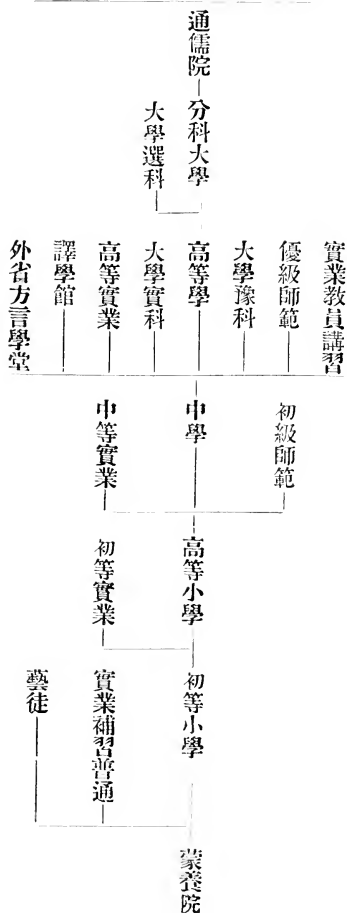 通儒院
分科大學
大學選科
實業教員講習
優級師範
大學豫科
高等學
大學實科
高等實業
譯學館
外省方言學堂
初級師範
中學
中等實業
高等小學
初等實業
初等小學
實業補習普通
藝徒
蒙養院